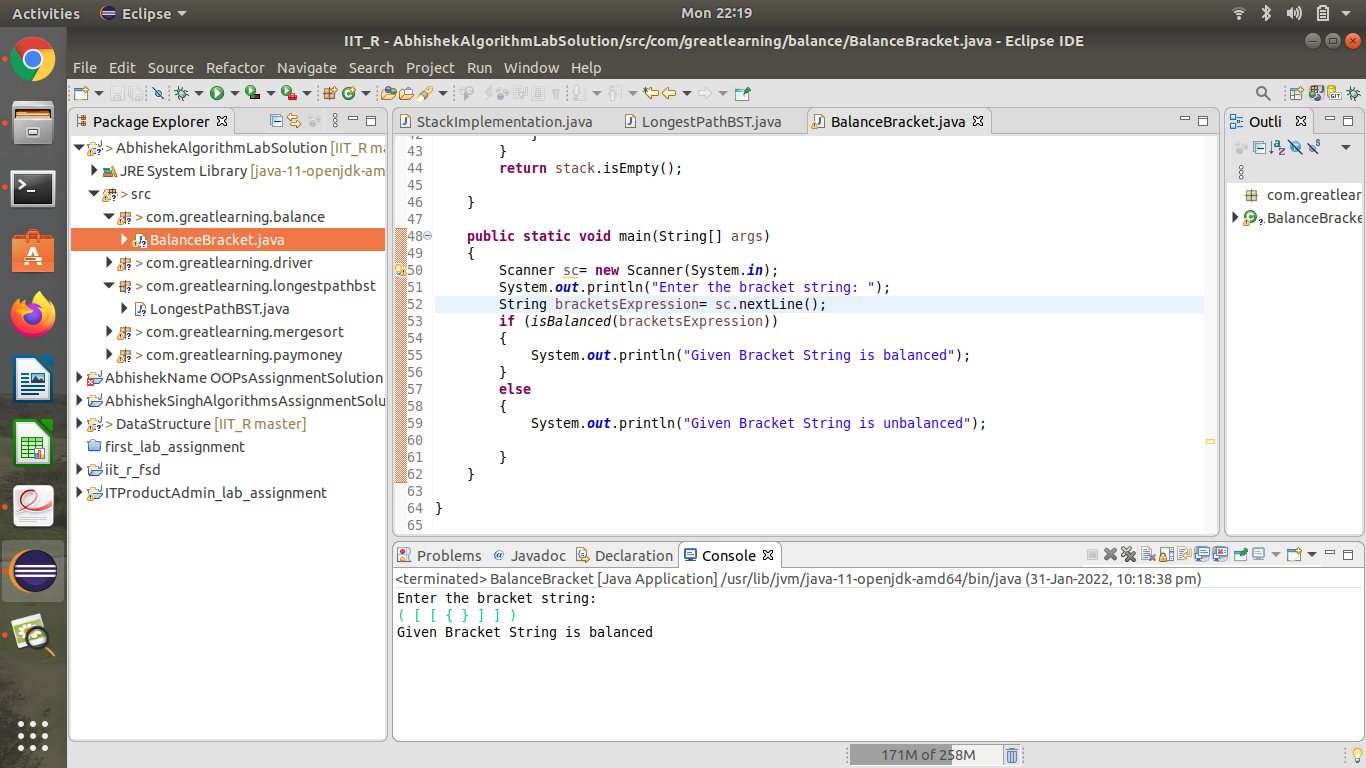 Activities Eclipse Mon 22:19
IIT_R - AbhishekAlgorithmLabSolution/src/com/greatlearning/balance/BalanceBracket.java - Eclipse IDE
File Edit Source Refactor Navigate Search Project Run Window Help
Package Explorer
> AbhishekAlgorithmLabSolution [IIT_R ma
JRE System Library [java-11-openjdk-am
> src
> com.greatlearning.balance
BalanceBracket.java
> com.greatlearning.driver
> com.greatlearning.longestpathbst
LongestPathBST.java
> com.greatlearning.mergesort
> com.greatlearning.paymoney
AbhishekName OOPsAssignmentSolution
AbhishekSinghAlgorithmsAssignmentSolu
> DataStructure [IIT_R master]
first_lab_assignment
iit_r_fsd
ITProductAdmin_lab_assignment
StackImplementation.java LongestPathBST.java BalanceBracket.java
42 }
43 }
44 return stack.isEmpty();
45
46 }
47
48 public static void main(String[] args)
49 {
50 Scanner sc= new Scanner(System.in);
51 System.out.println("Enter the bracket string: ");
52 String bracketsExpression= sc.nextLine();
53 if (isBalanced(bracketsExpression))
54 {
55 System.out.println("Given Bracket String is balanced");
56 }
57 else
58 {
59 System.out.println("Given Bracket String is unbalanced");
60
61 }
62 }
63
64 }
65
Outli
com.greatlear
BalanceBracke
Problems @ Javadoc Declaration Console
<terminated> BalanceBracket [Java Application] /usr/lib/jvm/java-11-openjdk-amd64/bin/java (31-Jan-2022, 10:18:38 pm)
Enter the bracket string:
( [ [ { } ] ] )
Given Bracket String is balanced
171M of 258M